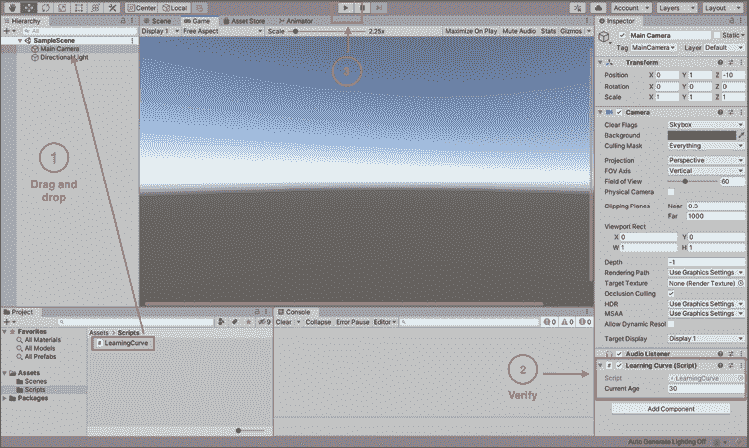 Center Local
Account Layers Layout
Hierarchy
All
SampleScene
Main Camera
Directional Light
1
Drag and
drop
Scene Game Asset Store Animator
Display 1 Free Aspect Scale 2.25x Maximize On Play Mute Audio Stats Gizmos
3
Inspector
Main Camera Static
Tag MainCamera Layer Default
Transform
Position X 0 Y 1 Z -10
Rotation X 0 Y 0 Z 0
Scale X 1 Y 1 Z 1
Camera
Clear Flags Skybox
Background
Culling Mask Everything
Projection Perspective
FOV Axis Vertical
Field of View 60
Physical Camera
Clipping Planes Near 0.3
Far 1000
Viewport Rect
X 0 Y 0
W 1 H 1
Depth -1
Rendering Path Use Graphics Settings
Target Texture None (Render Texture)
Occlusion Culling
HDR Use Graphics Settings
MSAA Use Graphics Settings
Allow Dynamic Resol
Target Display Display 1
Audio Listener
# Learning Curve (Script)
Script LearningCurve
Current Age 30
Add Component
2
Verify
Project
9
Favorites
All Materials
All Models
All Prefabs
Assets
Scenes
Scripts
Packages
Assets > Scripts
# LearningCurve
Console
Clear Collapse Error Pause Editor 0 0 0
Auto Generate Lighting Off